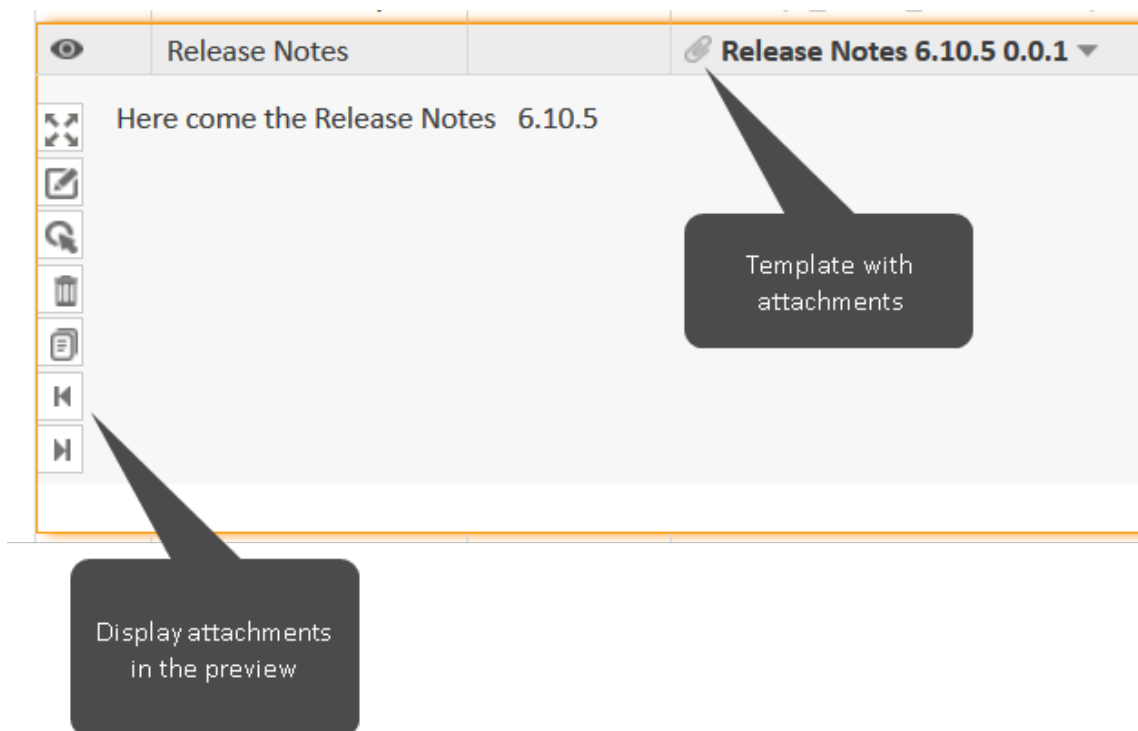 Release Notes
Release Notes 6.10.5 0.0.1
Here come the Release Notes 6.10.5
Template with
attachments
Display attachments
in the preview